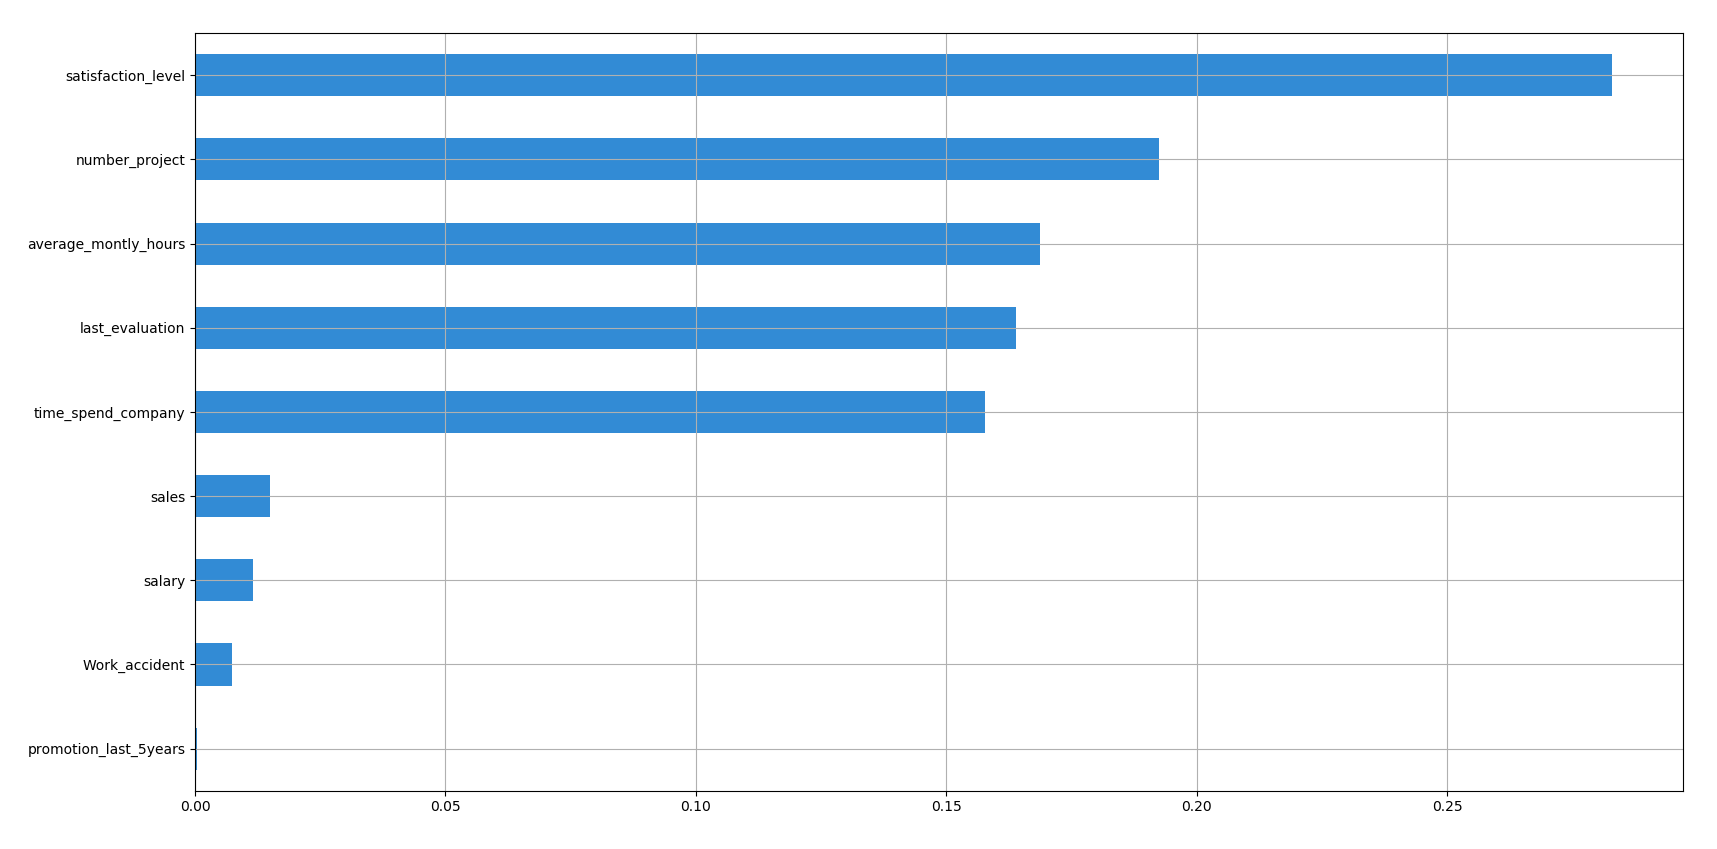 satisfaction_level
number_project
average_montly_hours
last_evaluation
time_spend_company
sales
salary
Work_accident
promotion_last_5years
0.00 0.05 0.10 0.15 0.20 0.25